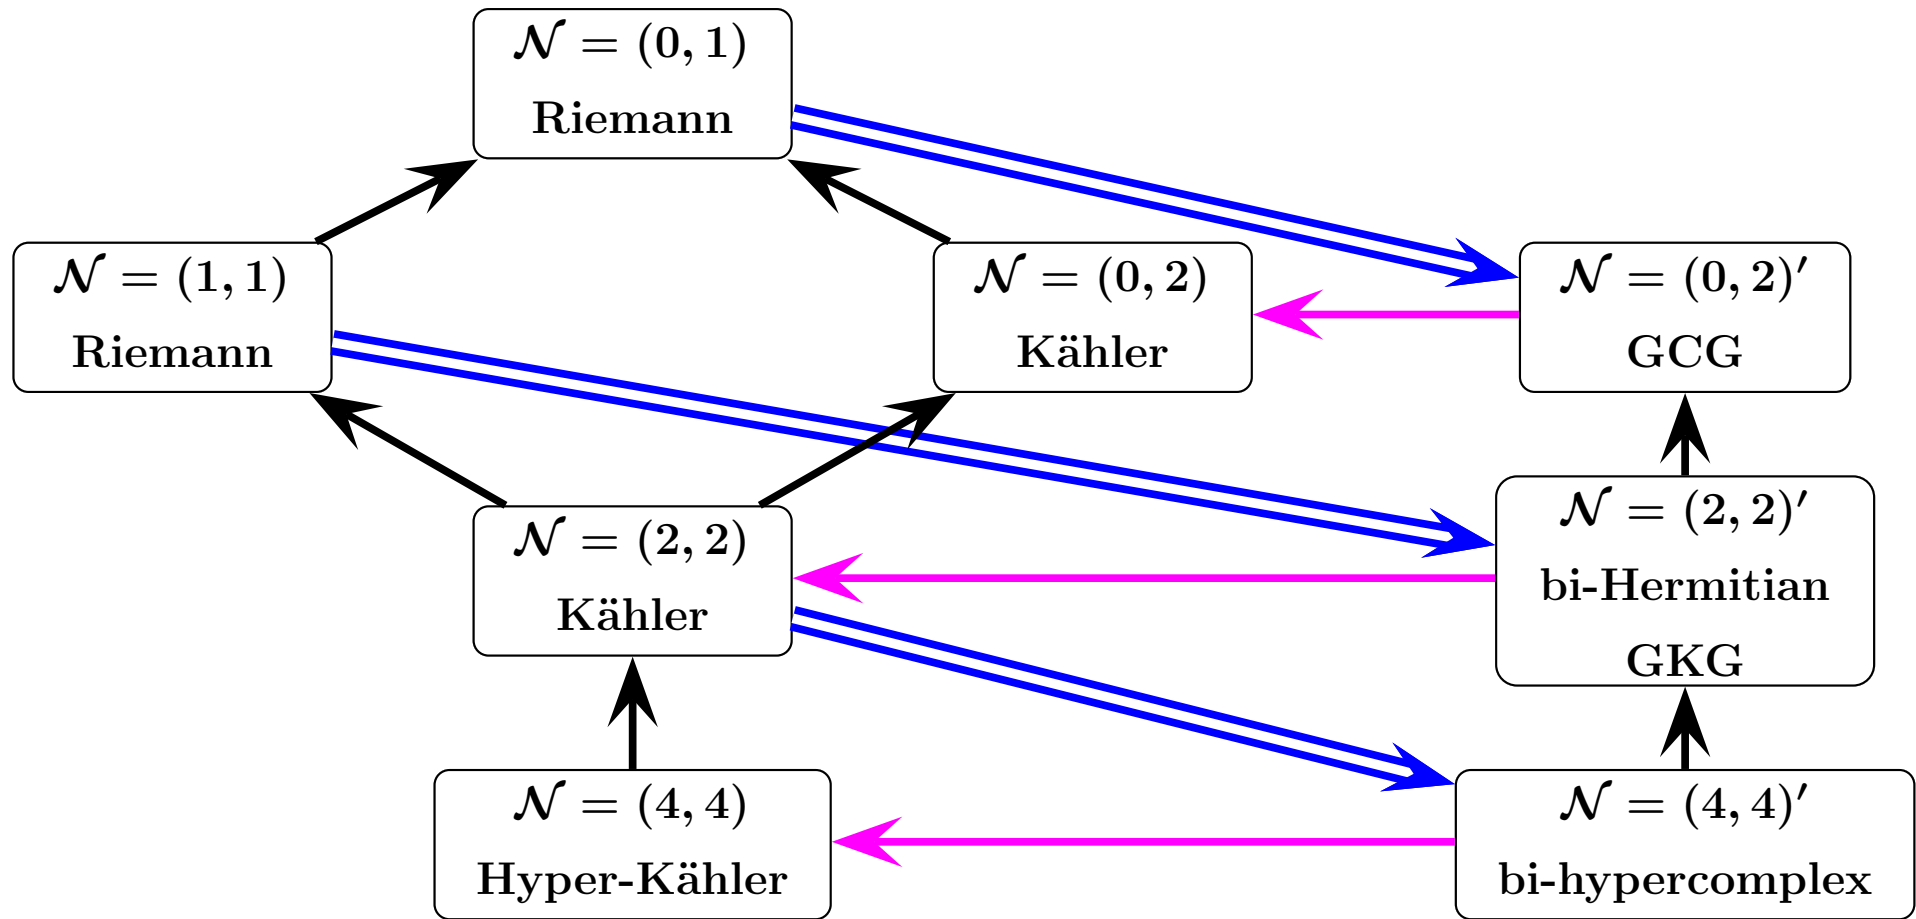 𝒩 = (0, 1)
Riemann
𝒩 = (1, 1)
Riemann
𝒩 = (0, 2)
Kähler
𝒩 = (0, 2)′
GCG
𝒩 = (2, 2)
Kähler
𝒩 = (2, 2)′
bi-Hermitian
GKG
𝒩 = (4, 4)
Hyper-Kähler
𝒩 = (4, 4)′
bi-hypercomplex